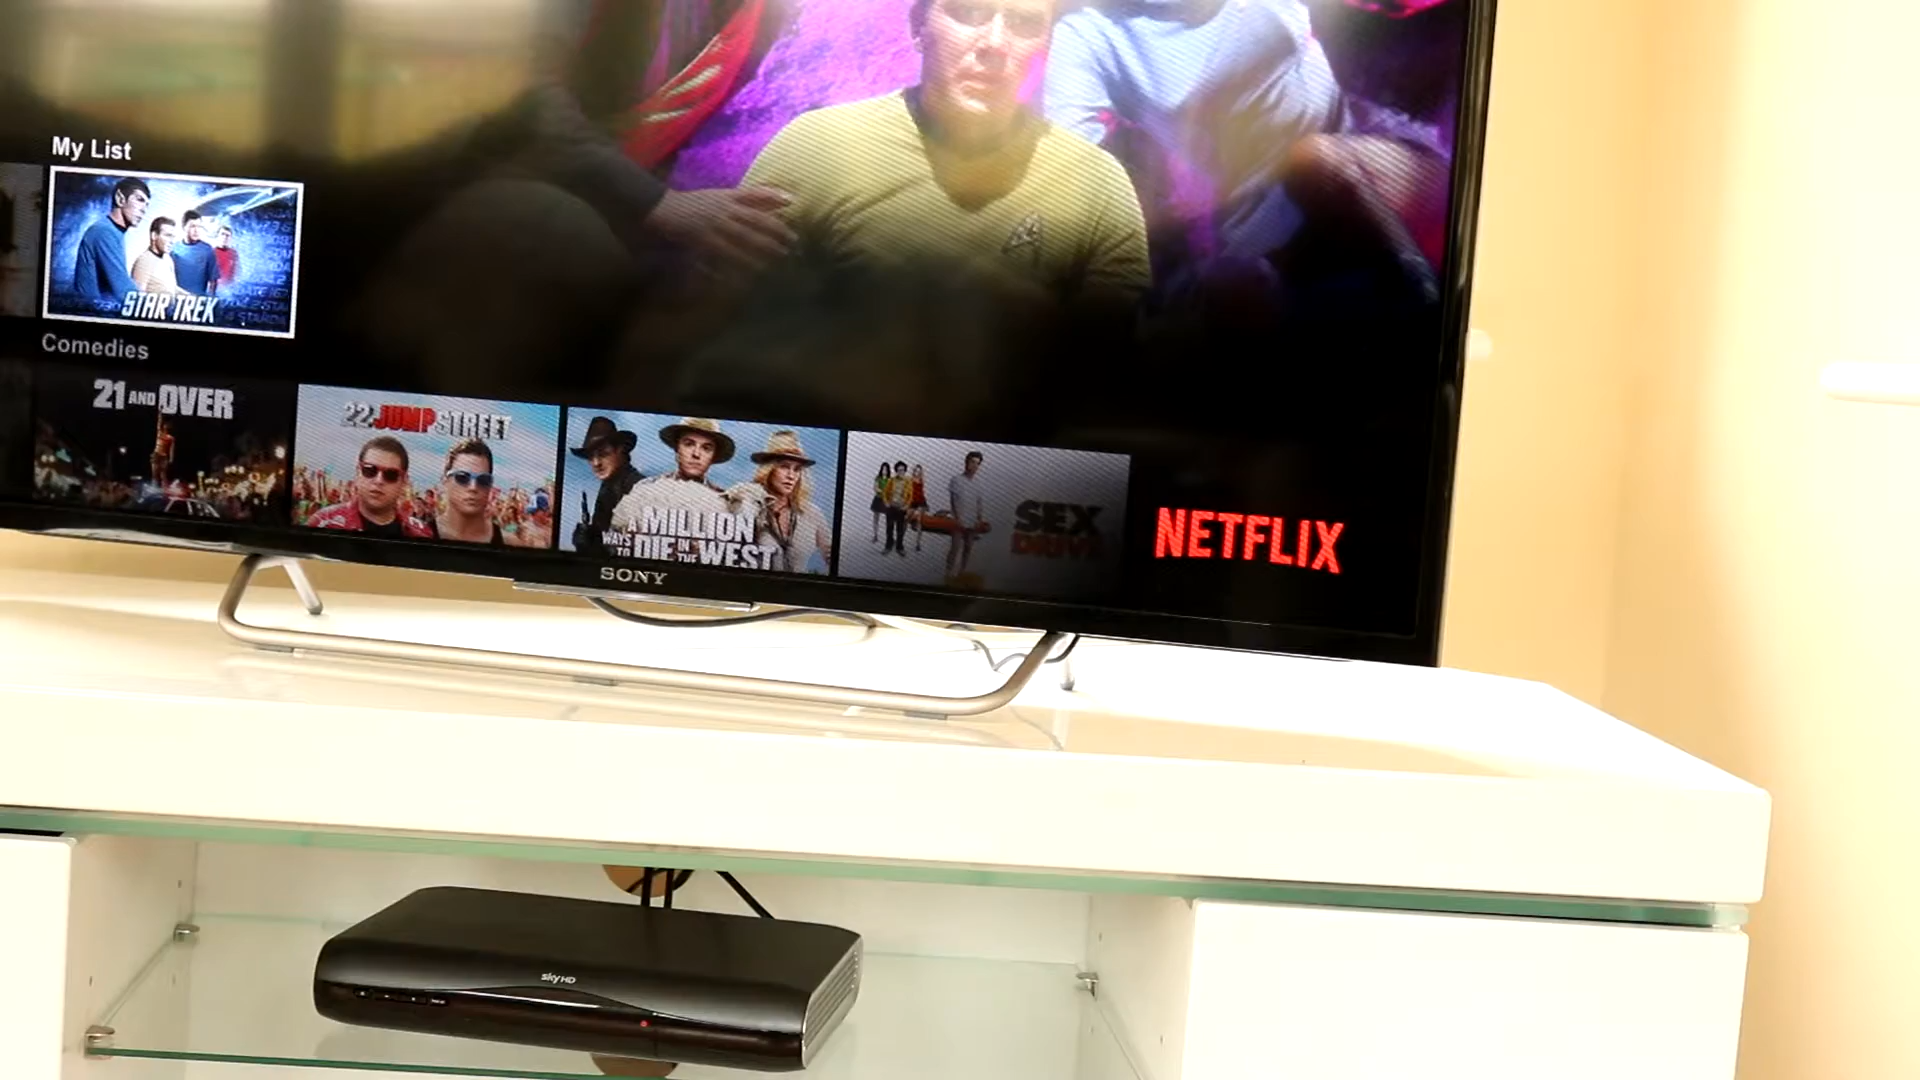 My List
STAR TREK
Comedies
21 AND OVER
22 JUMP STREET
A MILLION
WAYS TO DIE IN THE WEST
SEX
DRIVE
NETFLIX
SONY
sky HD